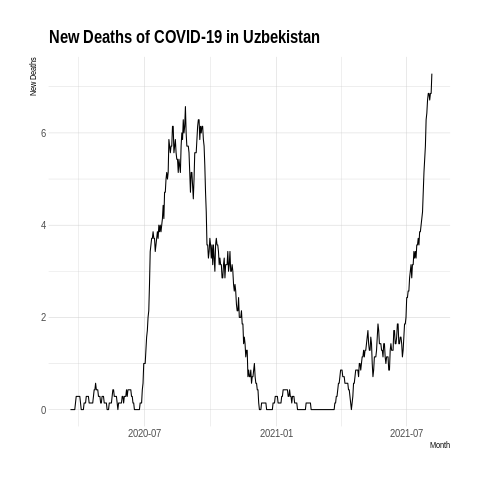 New Deaths of COVID-19 in Uzbekistan
New Deaths
6
4
2
0
2020-07
2021-01
2021-07
Month